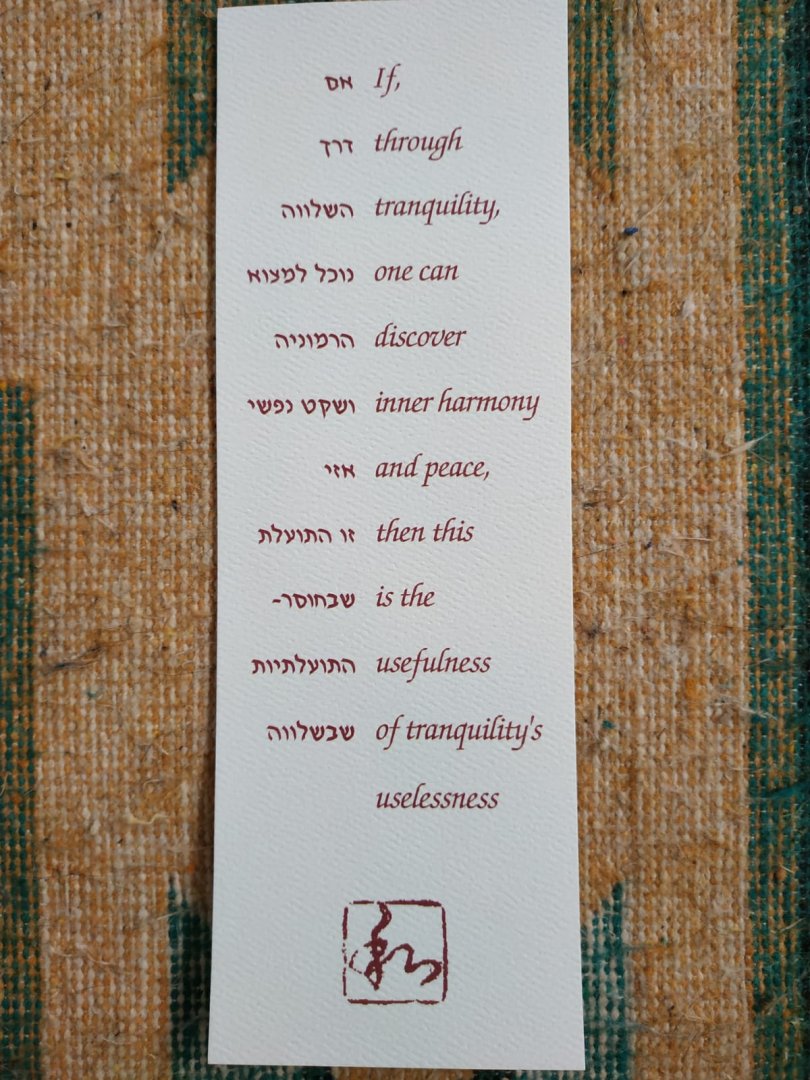 אם
דרך
השלווה
נוכל למצוא
הרמוניה
ושקט נפשי
אזי
זו התועלת
שבחוסר-
התועלתיות
שבשלווה
If,
through
tranquility,
one can
discover
inner harmony
and peace,
then this
is the
usefulness
of tranquility's
uselessness